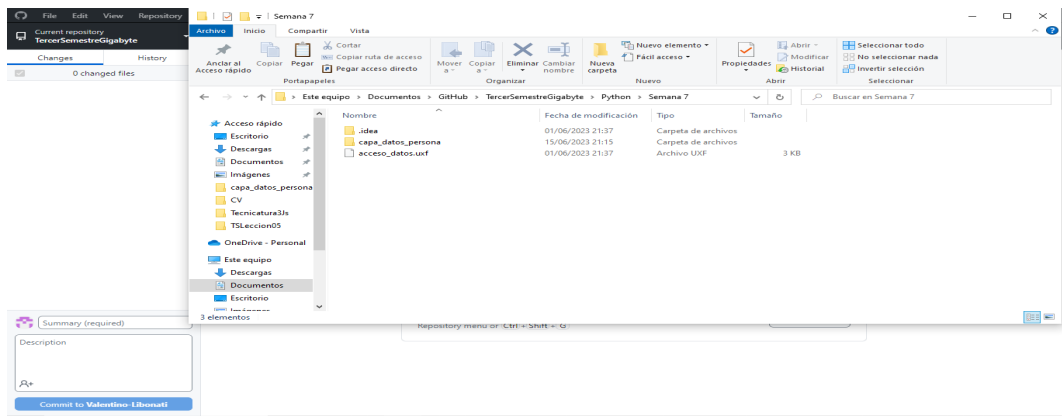 File Edit View Repository
Current repository
TercerSemestreGigabyte
Changes History
0 changed files
Semana 7
Archivo Inicio Compartir Vista
Anclar al Acceso rápido
Copiar
Pegar
Cortar
Copiar ruta de acceso
Pegar acceso directo
Portapapeles
Mover a
Copiar a
Eliminar
Cambiar nombre
Organizar
Nueva carpeta
Nuevo elemento
Fácil acceso
Nuevo
Propiedades
Abrir
Modificar
Historial
Abrir
Seleccionar todo
No seleccionar nada
Invertir selección
Seleccionar
Este equipo > Documentos > GitHub > TercerSemestreGigabyte > Python > Semana 7
Buscar en Semana 7
Nombre Fecha de modificación Tipo Tamaño
.idea 01/06/2023 21:37 Carpeta de archivos
capa_datos_persona 15/06/2023 21:15 Carpeta de archivos
acceso_datos.uxf 01/06/2023 21:37 Archivo UXF 3 KB
Acceso rápido
Escritorio
Descargas
Documentos
Imágenes
capa_datos_persona
CV
Tecnicatura3Js
TSLeccion05
OneDrive - Personal
Este equipo
Descargas
Documentos
Escritorio
3 elementos
Repository menu or Ctrl + Shift + G
Summary (required)
Description
Commit to Valentino-Libonati